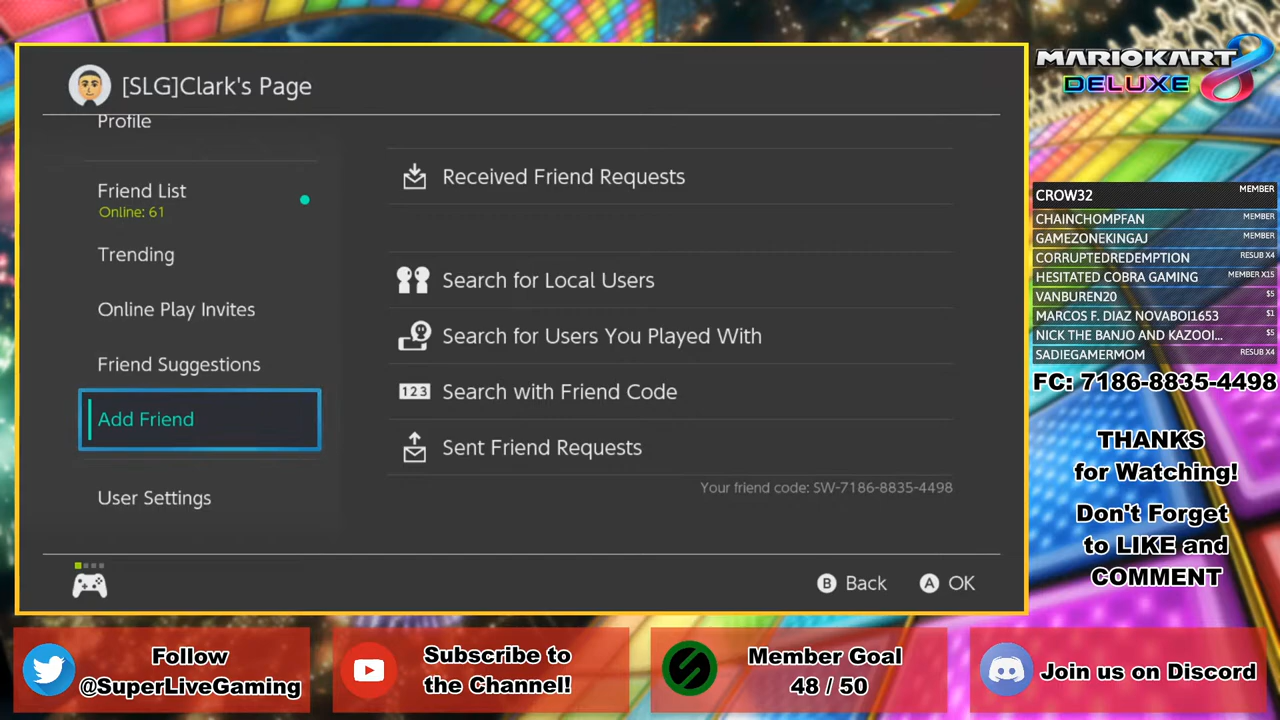 [SLG]Clark's Page
Profile
Friend List
Online: 61
Trending
Online Play Invites
Friend Suggestions
Add Friend
User Settings
Received Friend Requests
Search for Local Users
Search for Users You Played With
123 Search with Friend Code
Sent Friend Requests
Your friend code: SW-7186-8835-4498
B Back
A OK
MARIOKART 8
DELUXE
CROW32 MEMBER
CHAINCHOMPFAN MEMBER
GAMEZONEKINGAJ MEMBER
CORRUPTEDREDEMPTION RESUB X4
HESITATED COBRA GAMING MEMBER X15
VANBUREN20 $5
MARCOS F. DIAZ NOVABOI1653 $1
NICK THE BANJO AND KAZOOI... $5
SADIEGAMERMOM RESUB X4
FC: 7186-8835-4498
THANKS
for Watching!
Don't Forget
to LIKE and
COMMENT
Follow
@SuperLiveGaming
Subscribe to
the Channel!
Member Goal
48 / 50
Join us on Discord